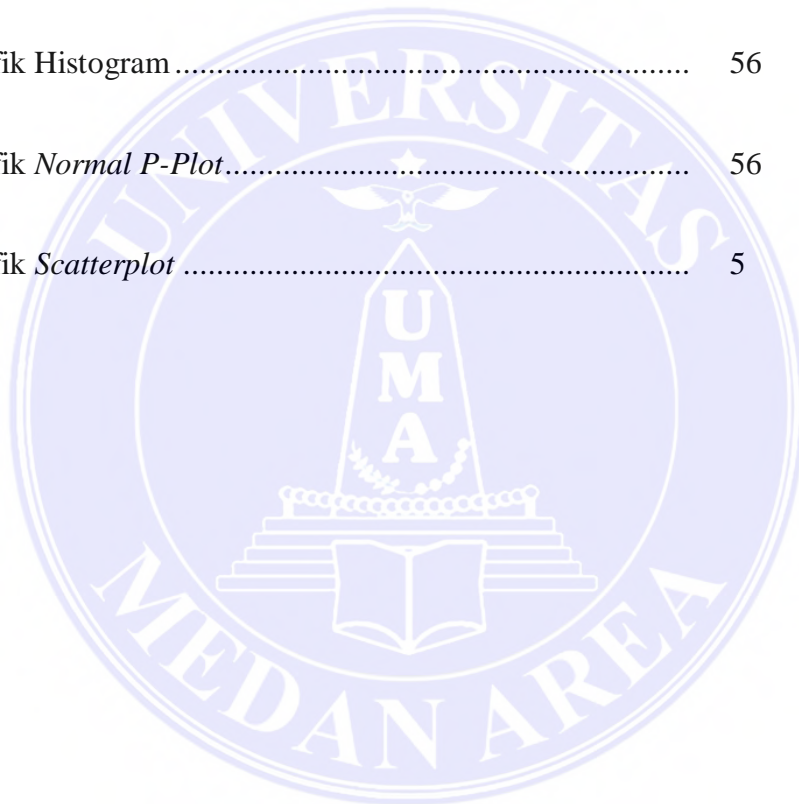 fik Histogram ................................................................ 56
fik Normal P-Plot.......................................................... 56
fik Scatterplot ............................................................... 5
UNIVERSITAS
UMA
MEDAN AREA